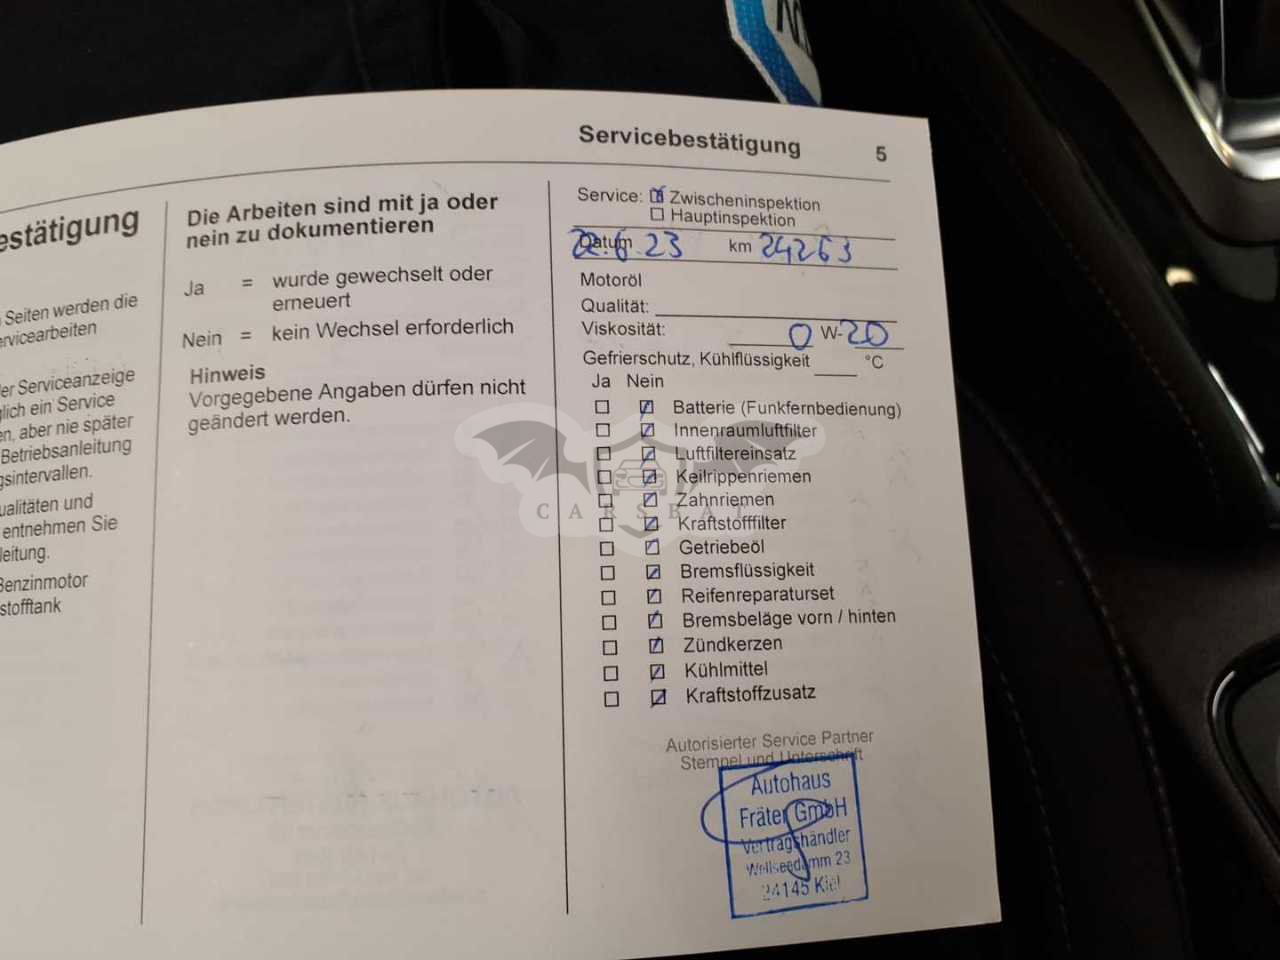 Servicebestätigung 5
estätigung
Seiten werden die
ervicearbeiten
er Serviceanzeige
glich ein Service
en, aber nie später
Betriebsanleitung
gsintervallen.
ualitäten und
entnehmen Sie
leitung.
Benzinmotor
stofftank
Die Arbeiten sind mit ja oder
nein zu dokumentieren
Ja = wurde gewechselt oder
erneuert
Nein = kein Wechsel erforderlich
Hinweis
Vorgegebene Angaben dürfen nicht
geändert werden.
Service: Zwischeninspektion
Hauptinspektion
Datum 22.6.23 km 24263
Motoröl
Qualität:
Viskosität: 0 W-20
Gefrierschutz, Kühlflüssigkeit °C
Ja Nein
Batterie (Funkfernbedienung)
Innenraumluftfilter
Luftfiltereinsatz
Keilrippenriemen
Zahnriemen
Kraftstofffilter
Getriebeöl
Bremsflüssigkeit
Reifenreparaturset
Bremsbeläge vorn / hinten
Zündkerzen
Kühlmittel
Kraftstoffzusatz
CARSBAT
Autorisierter Service Partner
Stempel und Unterschrift
Autohaus
Fräter GmbH
Vertragshändler
Wellseedamm 23
24145 Kiel